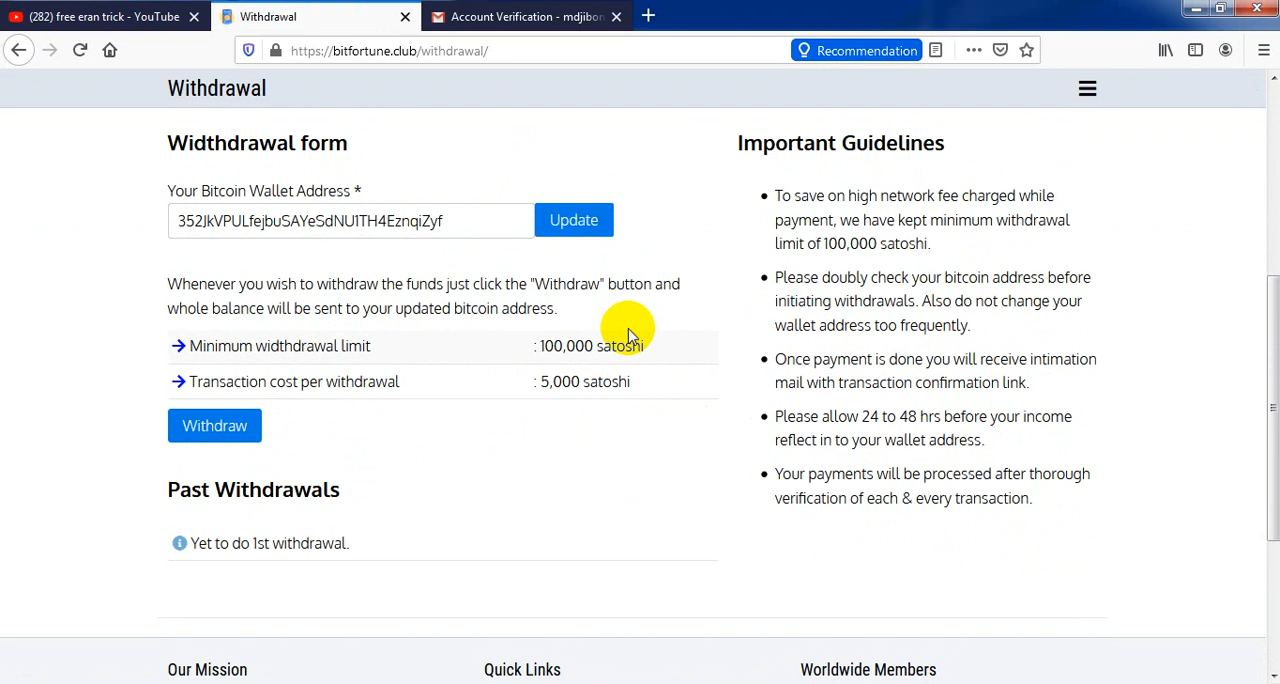 (282) free eran trick - YouTube
Withdrawal
Account Verification - mdjibon
https://bitfortune.club/withdrawal/
Recommendation
Withdrawal
Widthdrawal form
Your Bitcoin Wallet Address *
352JkVPULfejbuSAYeSdNU1TH4EznqiZyf
Update
Whenever you wish to withdraw the funds just click the "Withdraw" button and
whole balance will be sent to your updated bitcoin address.
Minimum widthdrawal limit : 100,000 satoshi
Transaction cost per withdrawal : 5,000 satoshi
Withdraw
Past Withdrawals
Yet to do 1st withdrawal.
Important Guidelines
To save on high network fee charged while
payment, we have kept minimum withdrawal
limit of 100,000 satoshi.
Please doubly check your bitcoin address before
initiating withdrawals. Also do not change your
wallet address too frequently.
Once payment is done you will receive intimation
mail with transaction confirmation link.
Please allow 24 to 48 hrs before your income
reflect in to your wallet address.
Your payments will be processed after thorough
verification of each & every transaction.
Our Mission
Quick Links
Worldwide Members